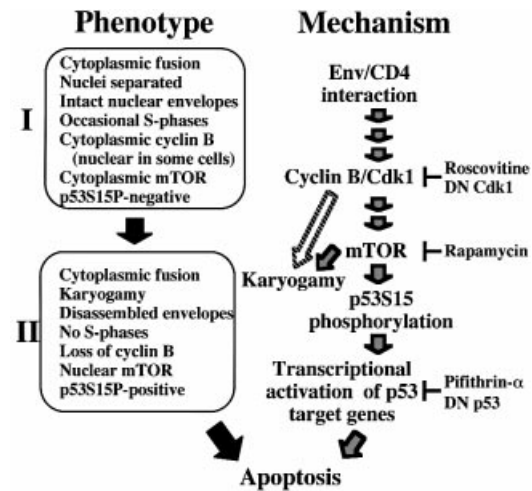 Phenotype
I
Cytoplasmic fusion
Nuclei separated
Intact nuclear envelopes
Occasional S-phases
Cytoplasmic cyclin B
(nuclear in some cells)
Cytoplasmic mTOR
p53S15P-negative
II
Cytoplasmic fusion
Karyogamy
Disassembled envelopes
No S-phases
Loss of cyclin B
Nuclear mTOR
p53S15P-positive
Mechanism
Env/CD4
interaction
Cyclin B/Cdk1
Roscovitine
DN Cdk1
mTOR
Rapamycin
Karyogamy
p53S15
phosphorylation
Transcriptional
activation of p53
target genes
Pifithrin-α
DN p53
Apoptosis